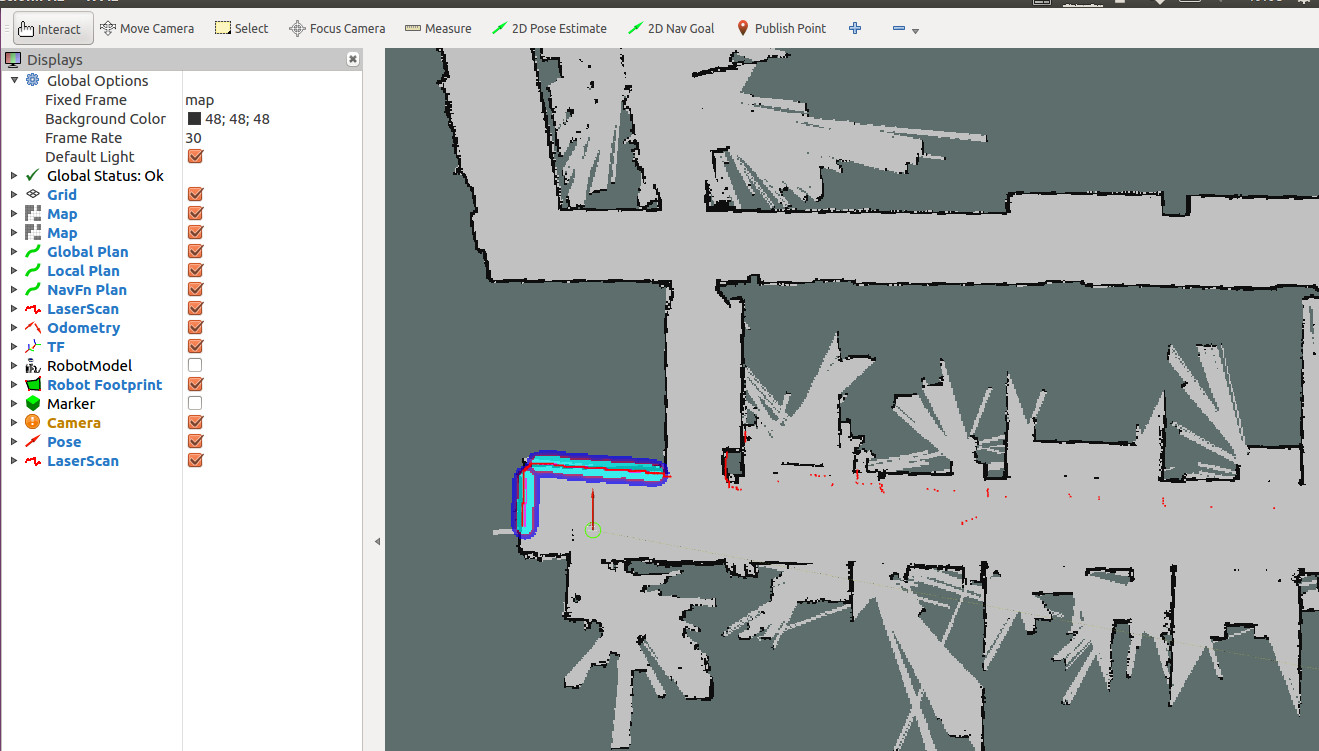 Interact Move Camera Select Focus Camera Measure 2D Pose Estimate 2D Nav Goal Publish Point
Displays
Global Options
Fixed Frame map
Background Color 48; 48; 48
Frame Rate 30
Default Light
Global Status: Ok
Grid
Map
Map
Global Plan
Local Plan
NavFn Plan
LaserScan
Odometry
TF
RobotModel
Robot Footprint
Marker
Camera
Pose
LaserScan